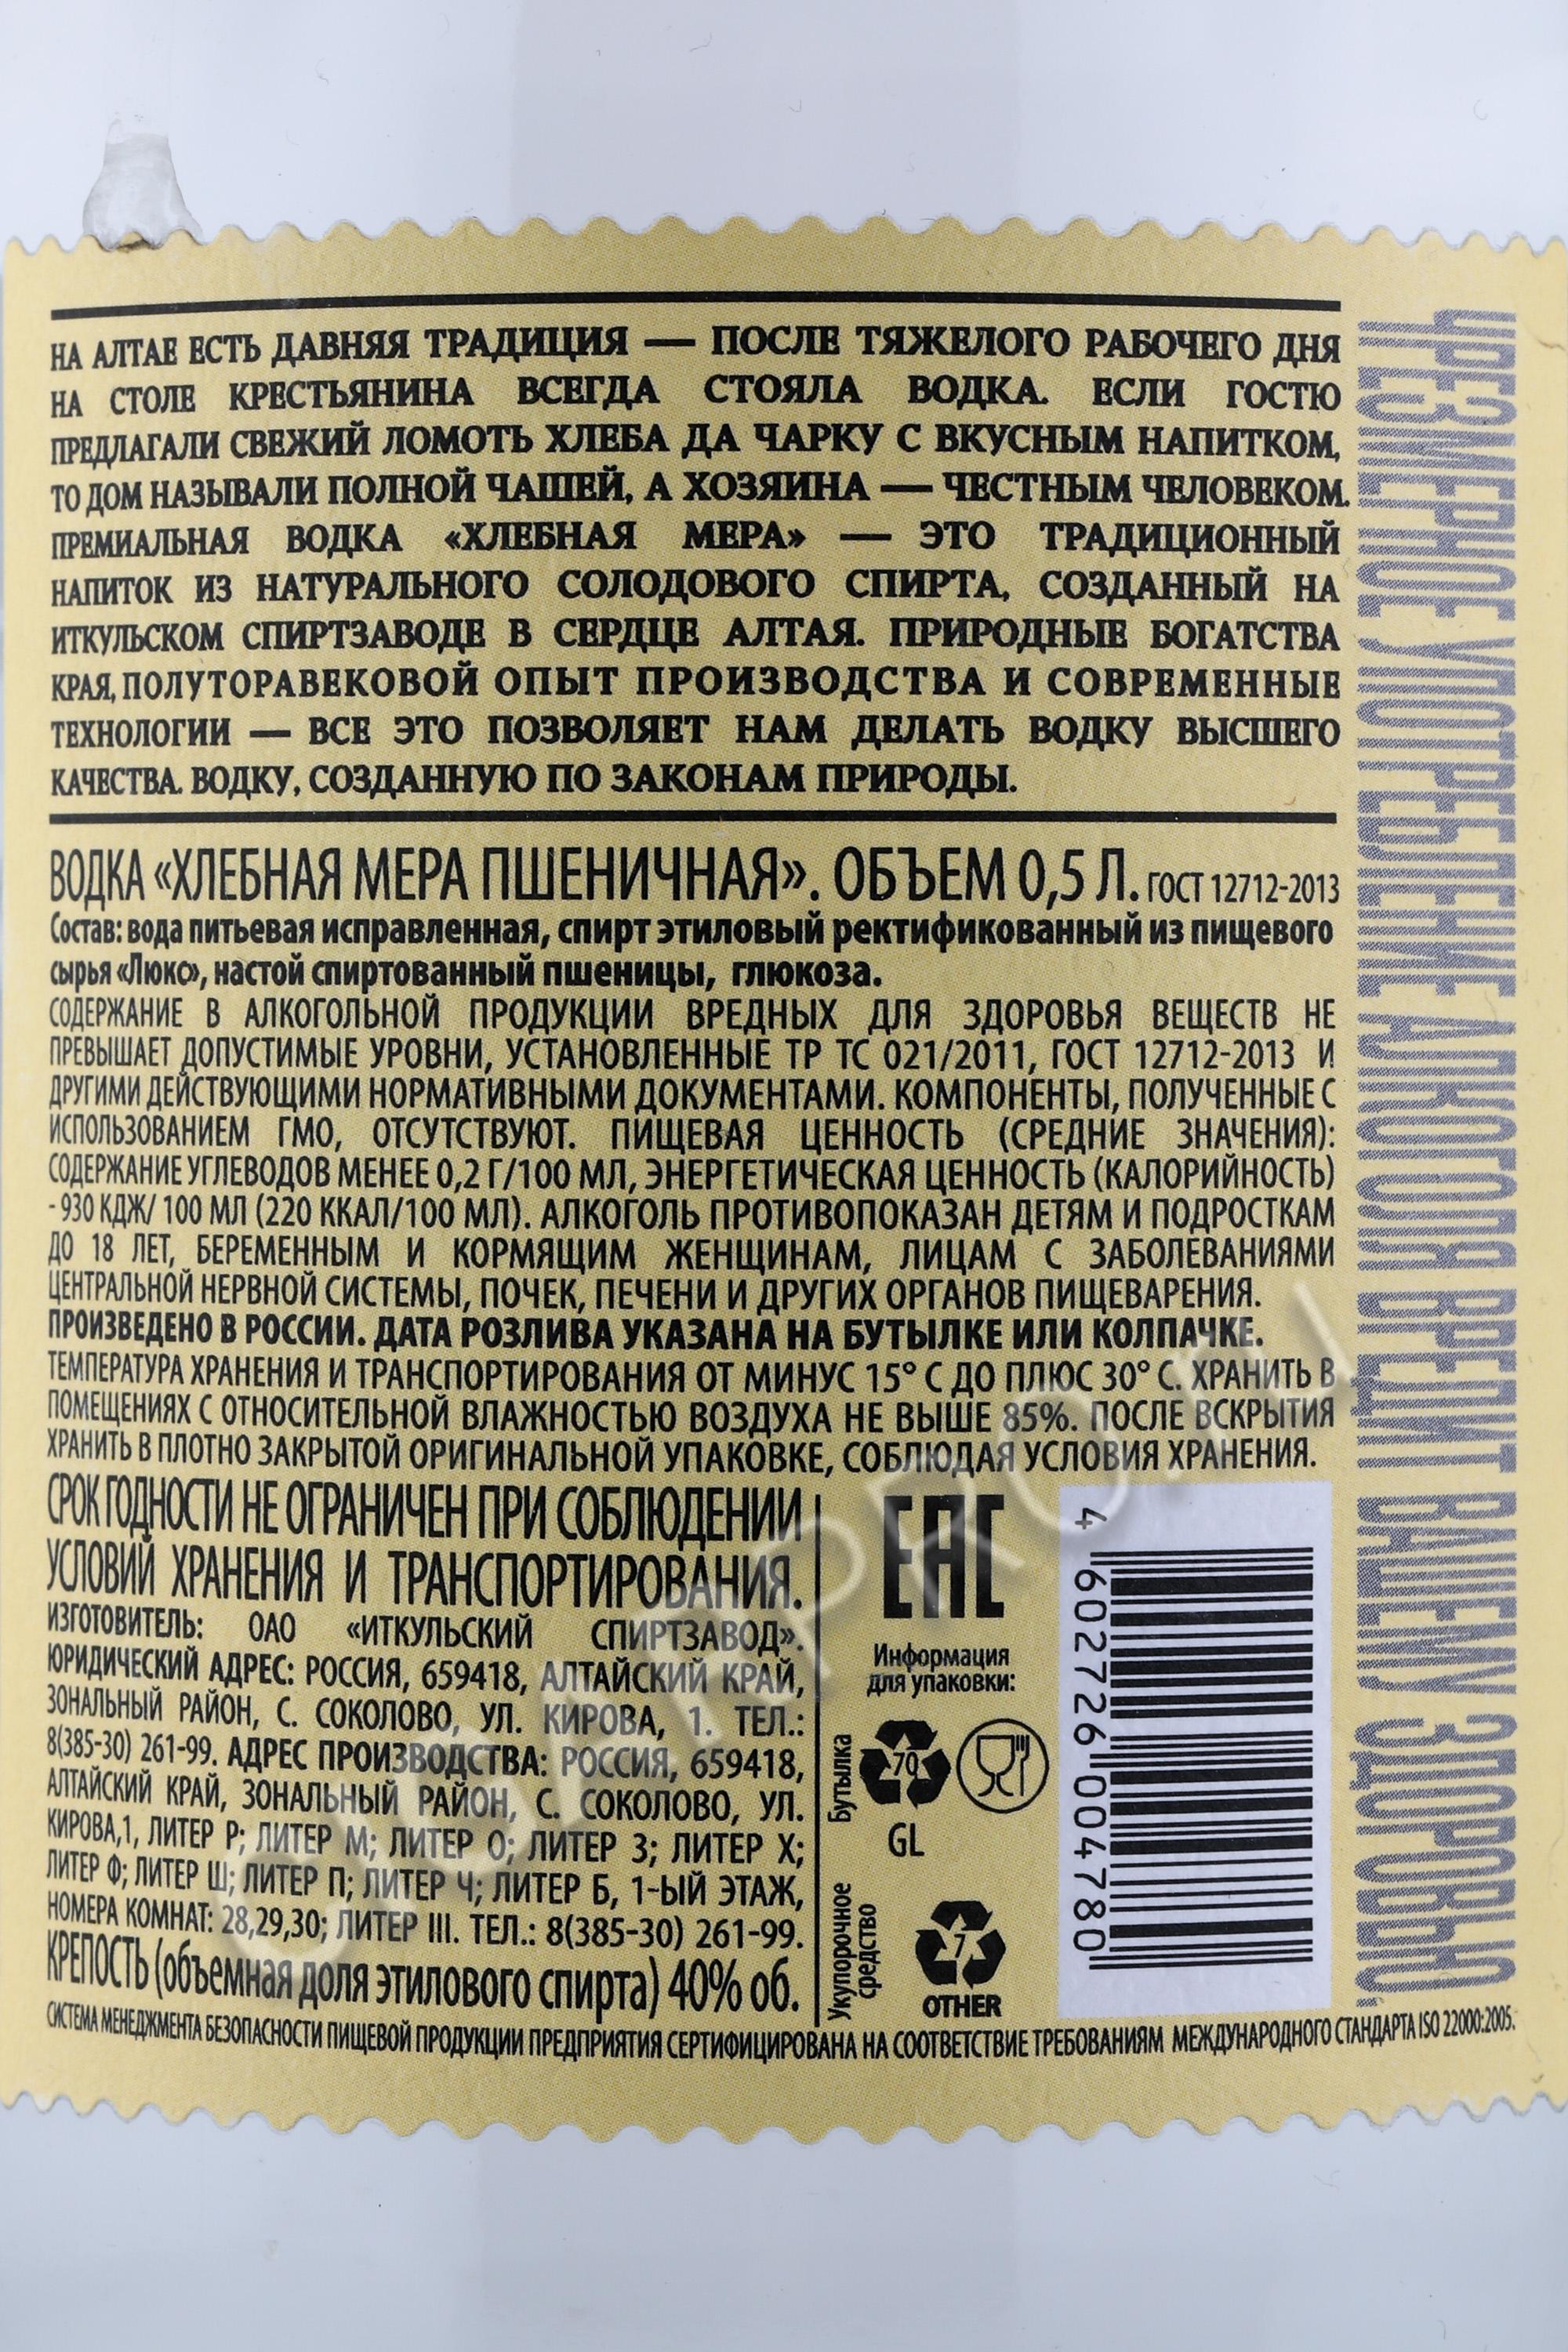 НА АЛТАЕ ЕСТЬ ДАВНЯЯ ТРАДИЦИЯ — ПОСЛЕ ТЯЖЕЛОГО РАБОЧЕГО ДНЯ
НА СТОЛЕ КРЕСТЬЯНИНА ВСЕГДА СТОЯЛА ВОДКА. ЕСЛИ ГОСТЮ
ПРЕДЛАГАЛИ СВЕЖИЙ ЛОМОТЬ ХЛЕБА ДА ЧАРКУ С ВКУСНЫМ НАПИТКОМ,
ТО ДОМ НАЗЫВАЛИ ПОЛНОЙ ЧАШЕЙ, А ХОЗЯИНА — ЧЕСТНЫМ ЧЕЛОВЕКОМ.
ПРЕМИАЛЬНАЯ ВОДКА «ХЛЕБНАЯ МЕРА» — ЭТО ТРАДИЦИОННЫЙ
НАПИТОК ИЗ НАТУРАЛЬНОГО СОЛОДОВОГО СПИРТА, СОЗДАННЫЙ НА
ИТКУЛЬСКОМ СПИРТЗАВОДЕ В СЕРДЦЕ АЛТАЯ. ПРИРОДНЫЕ БОГАТСТВА
КРАЯ, ПОЛУТОРАВЕКОВОЙ ОПЫТ ПРОИЗВОДСТВА И СОВРЕМЕННЫЕ
ТЕХНОЛОГИИ — ВСЕ ЭТО ПОЗВОЛЯЕТ НАМ ДЕЛАТЬ ВОДКУ ВЫСШЕГО
КАЧЕСТВА. ВОДКУ, СОЗДАННУЮ ПО ЗАКОНАМ ПРИРОДЫ.
ВОДКА «ХЛЕБНАЯ МЕРА ПШЕНИЧНАЯ». ОБЪЕМ 0,5 Л. ГОСТ 12712-2013
Состав: вода питьевая исправленная, спирт этиловый ректификованный из пищевого
сырья «Люкс», настой спиртованный пшеницы, глюкоза.
СОДЕРЖАНИЕ В АЛКОГОЛЬНОЙ ПРОДУКЦИИ ВРЕДНЫХ ДЛЯ ЗДОРОВЬЯ ВЕЩЕСТВ НЕ
ПРЕВЫШАЕТ ДОПУСТИМЫЕ УРОВНИ, УСТАНОВЛЕННЫЕ ТР ТС 021/2011, ГОСТ 12712-2013 И
ДРУГИМИ ДЕЙСТВУЮЩИМИ НОРМАТИВНЫМИ ДОКУМЕНТАМИ. КОМПОНЕНТЫ, ПОЛУЧЕННЫЕ С
ИСПОЛЬЗОВАНИЕМ ГМО, ОТСУТСТВУЮТ. ПИЩЕВАЯ ЦЕННОСТЬ (СРЕДНИЕ ЗНАЧЕНИЯ):
СОДЕРЖАНИЕ УГЛЕВОДОВ МЕНЕЕ 0,2 Г/100 МЛ, ЭНЕРГЕТИЧЕСКАЯ ЦЕННОСТЬ (КАЛОРИЙНОСТЬ)
- 930 КДЖ/ 100 МЛ (220 ККАЛ/100 МЛ). АЛКОГОЛЬ ПРОТИВОПОКАЗАН ДЕТЯМ И ПОДРОСТКАМ
ДО 18 ЛЕТ, БЕРЕМЕННЫМ И КОРМЯЩИМ ЖЕНЩИНАМ, ЛИЦАМ С ЗАБОЛЕВАНИЯМИ
ЦЕНТРАЛЬНОЙ НЕРВНОЙ СИСТЕМЫ, ПОЧЕК, ПЕЧЕНИ И ДРУГИХ ОРГАНОВ ПИЩЕВАРЕНИЯ.
ПРОИЗВЕДЕНО В РОССИИ. ДАТА РОЗЛИВА УКАЗАНА НА БУТЫЛКЕ ИЛИ КОЛПАЧКЕ.
ТЕМПЕРАТУРА ХРАНЕНИЯ И ТРАНСПОРТИРОВАНИЯ ОТ МИНУС 15° С ДО ПЛЮС 30° С. ХРАНИТЬ В
ПОМЕЩЕНИЯХ С ОТНОСИТЕЛЬНОЙ ВЛАЖНОСТЬЮ ВОЗДУХА НЕ ВЫШЕ 85%. ПОСЛЕ ВСКРЫТИЯ
ХРАНИТЬ В ПЛОТНО ЗАКРЫТОЙ ОРИГИНАЛЬНОЙ УПАКОВКЕ, СОБЛЮДАЯ УСЛОВИЯ ХРАНЕНИЯ.
СРОК ГОДНОСТИ НЕ ОГРАНИЧЕН ПРИ СОБЛЮДЕНИИ
УСЛОВИЙ ХРАНЕНИЯ И ТРАНСПОРТИРОВАНИЯ.
ИЗГОТОВИТЕЛЬ: ОАО «ИТКУЛЬСКИЙ СПИРТЗАВОД».
ЮРИДИЧЕСКИЙ АДРЕС: РОССИЯ, 659418, АЛТАЙСКИЙ КРАЙ,
ЗОНАЛЬНЫЙ РАЙОН, С. СОКОЛОВО, УЛ. КИРОВА, 1. ТЕЛ.:
8(385-30) 261-99. АДРЕС ПРОИЗВОДСТВА: РОССИЯ, 659418,
АЛТАЙСКИЙ КРАЙ, ЗОНАЛЬНЫЙ РАЙОН, С. СОКОЛОВО, УЛ.
КИРОВА,1, ЛИТЕР Р; ЛИТЕР М; ЛИТЕР О; ЛИТЕР З; ЛИТЕР Х;
ЛИТЕР Ф; ЛИТЕР Ш; ЛИТЕР П; ЛИТЕР Ч; ЛИТЕР Б, 1-ЫЙ ЭТАЖ,
НОМЕРА КОМНАТ: 28,29,30; ЛИТЕР III. ТЕЛ.: 8(385-30) 261-99.
КРЕПОСТЬ (объемная доля этилового спирта) 40% об.
EAC
Информация
для упаковки:
Бутылка
70
GL
Укупорочное
средство
7
OTHER
4 602726 004780
СИСТЕМА МЕНЕДЖМЕНТА БЕЗОПАСНОСТИ ПИЩЕВОЙ ПРОДУКЦИИ ПРЕДПРИЯТИЯ СЕРТИФИЦИРОВАНА НА СООТВЕТСТВИЕ ТРЕБОВАНИЯМ МЕЖДУНАРОДНОГО СТАНДАРТА ISO 22000:2005.
ЧРЕЗМЕРНОЕ УПОТРЕБЛЕНИЕ АЛКОГОЛЯ ВРЕДИТ ВАШЕМУ ЗДОРОВЬЮ.